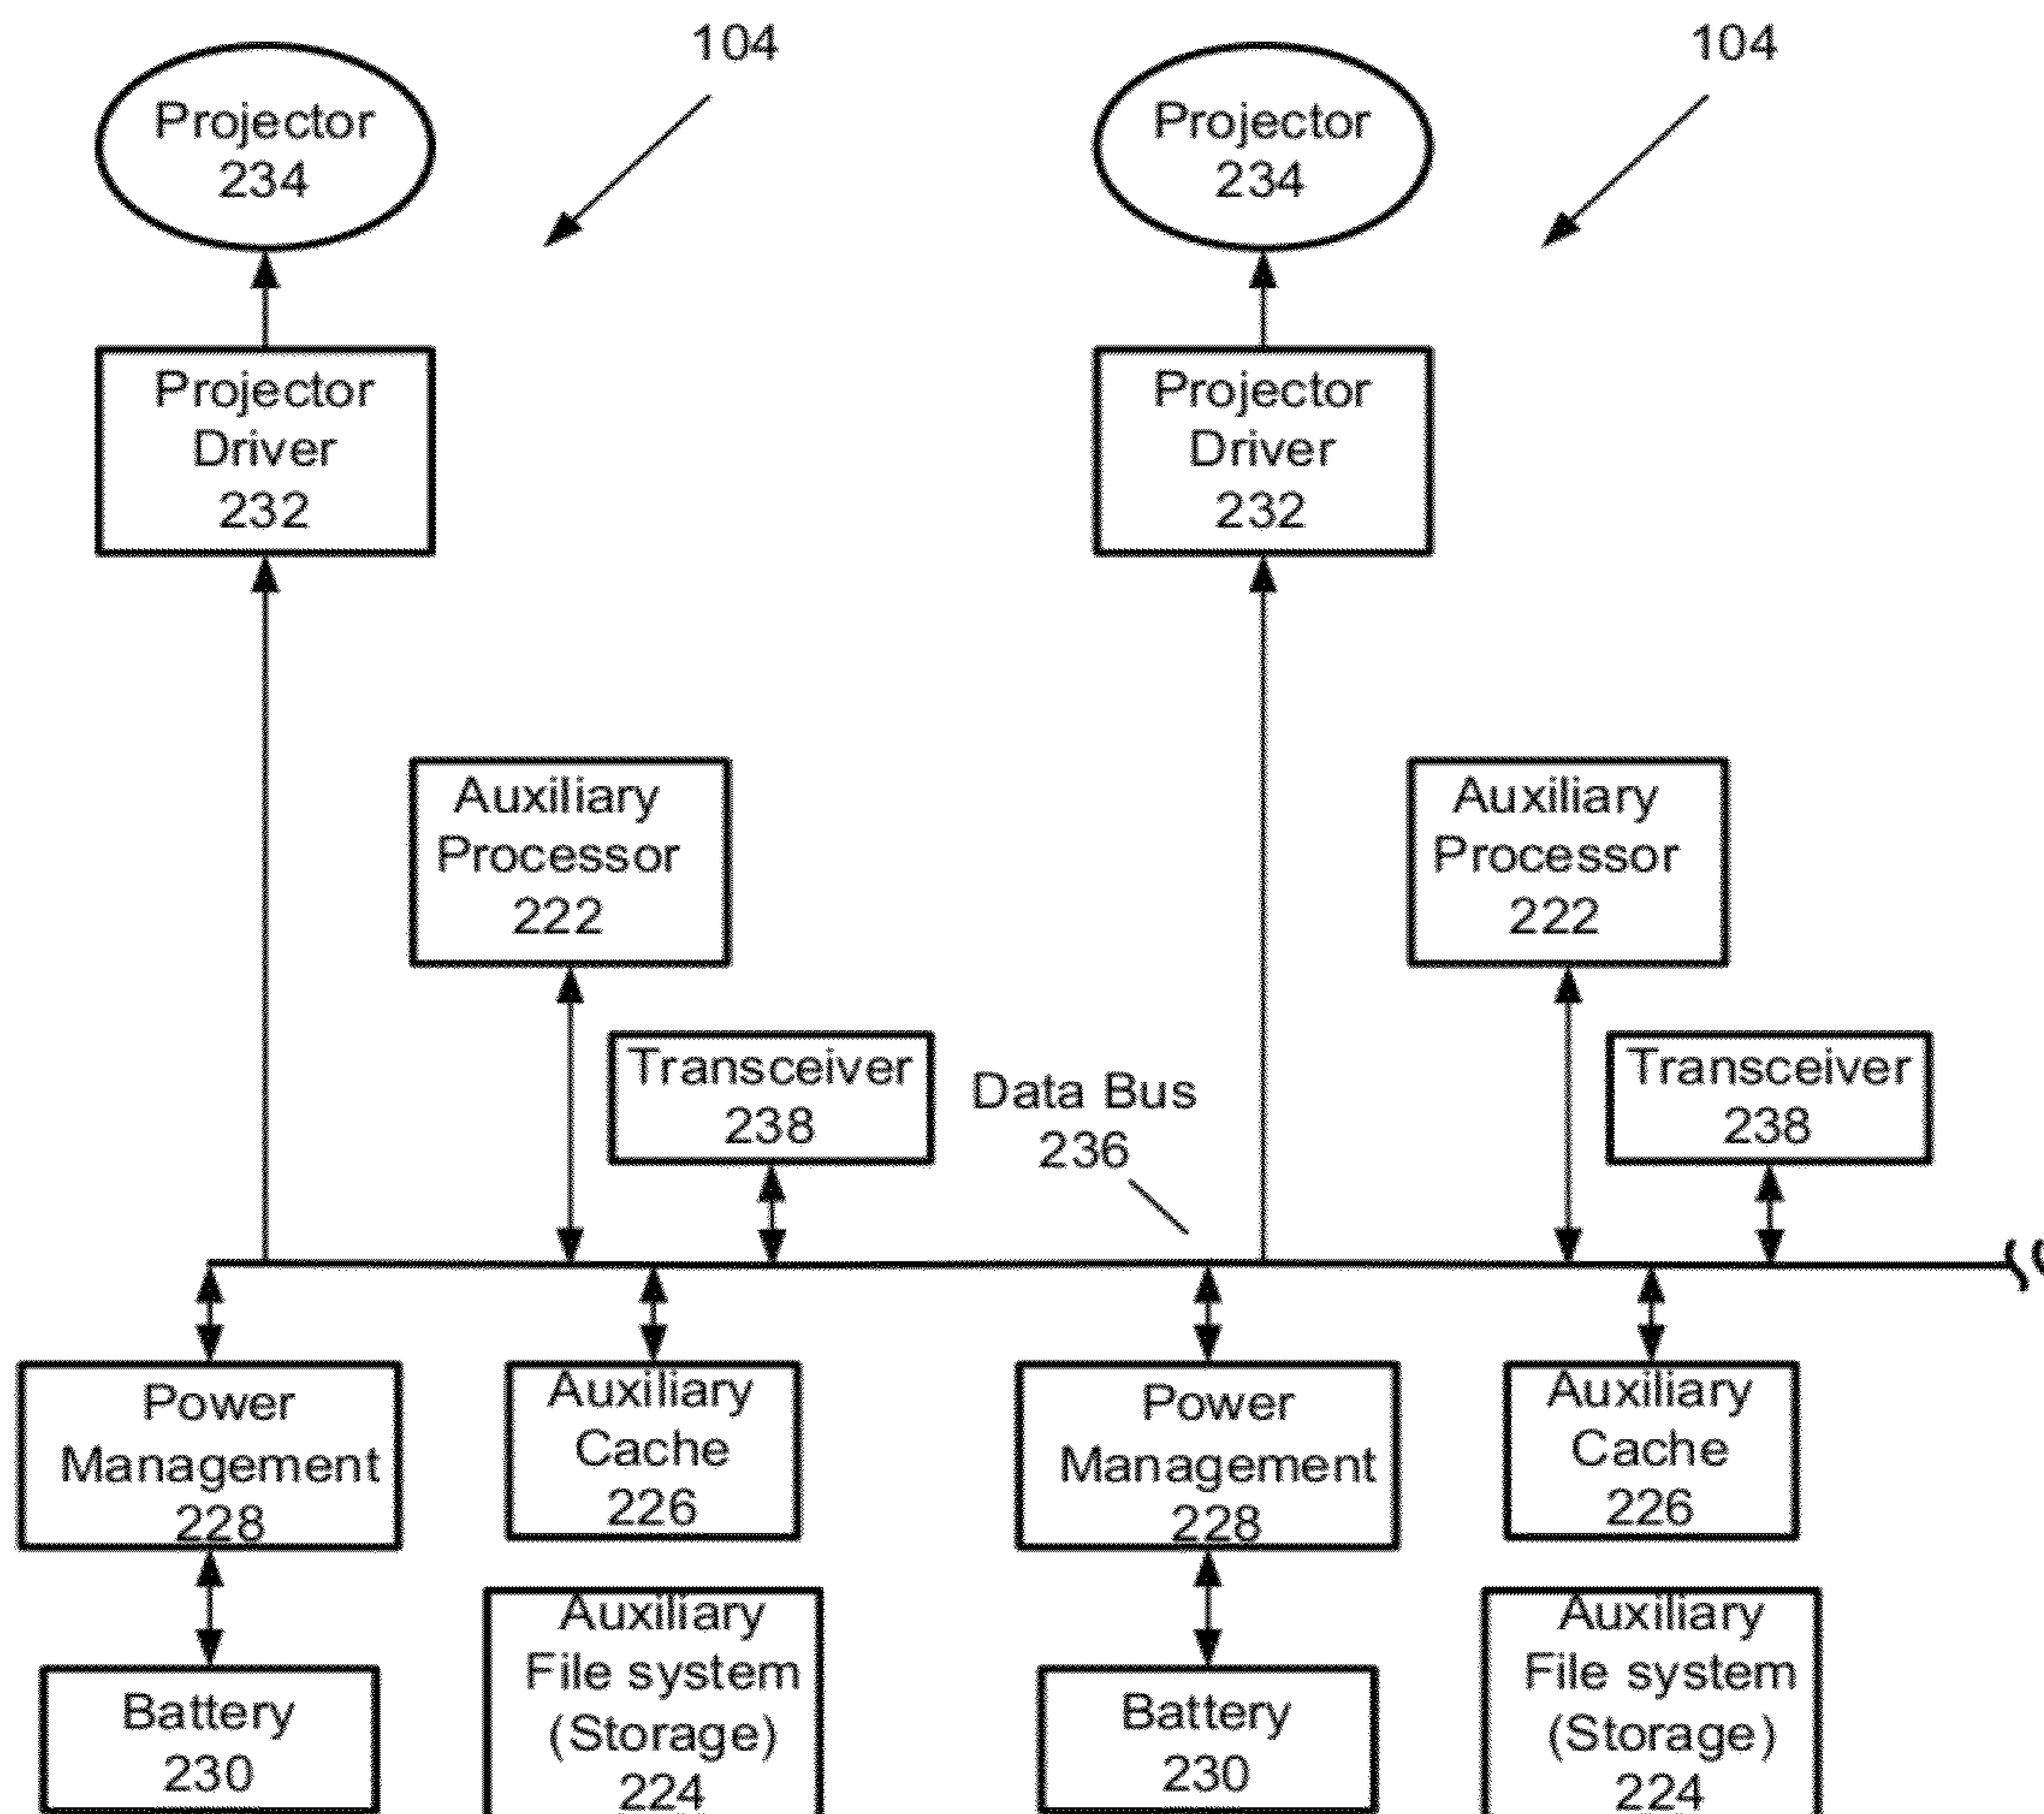 104
104
Projector
234
Projector
234
Projector
Driver
232
Projector
Driver
232
Auxiliary
Processor
222
Auxiliary
Processor
222
Transceiver
238
Data Bus
236
Transceiver
238
Power
Management
228
Auxiliary
Cache
226
Power
Management
228
Auxiliary
Cache
226
Battery
230
Auxiliary
File system
(Storage)
224
Battery
230
Auxiliary
File system
(Storage)
224